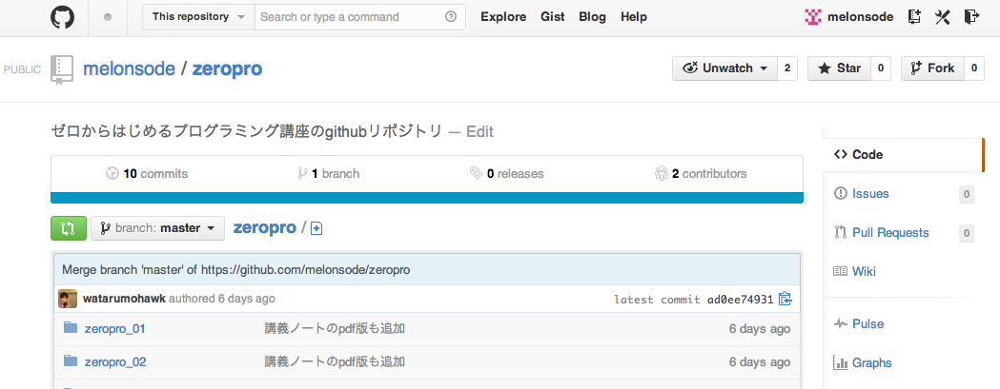 This repository Search or type a command Explore Gist Blog Help melonsode
PUBLIC melonsode / zeropro Unwatch 2 Star 0 Fork 0
ゼロからはじめるプログラミング講座のgithubリポジトリ — Edit
10 commits 1 branch 0 releases 2 contributors
branch: master zeropro /
Merge branch 'master' of https://github.com/melonsode/zeropro
watarumohawk authored 6 days ago latest commit ad0ee74931
zeropro_01 講義ノートのpdf版も追加 6 days ago
zeropro_02 講義ノートのpdf版も追加 6 days ago
Code
Issues 0
Pull Requests 0
Wiki
Pulse
Graphs